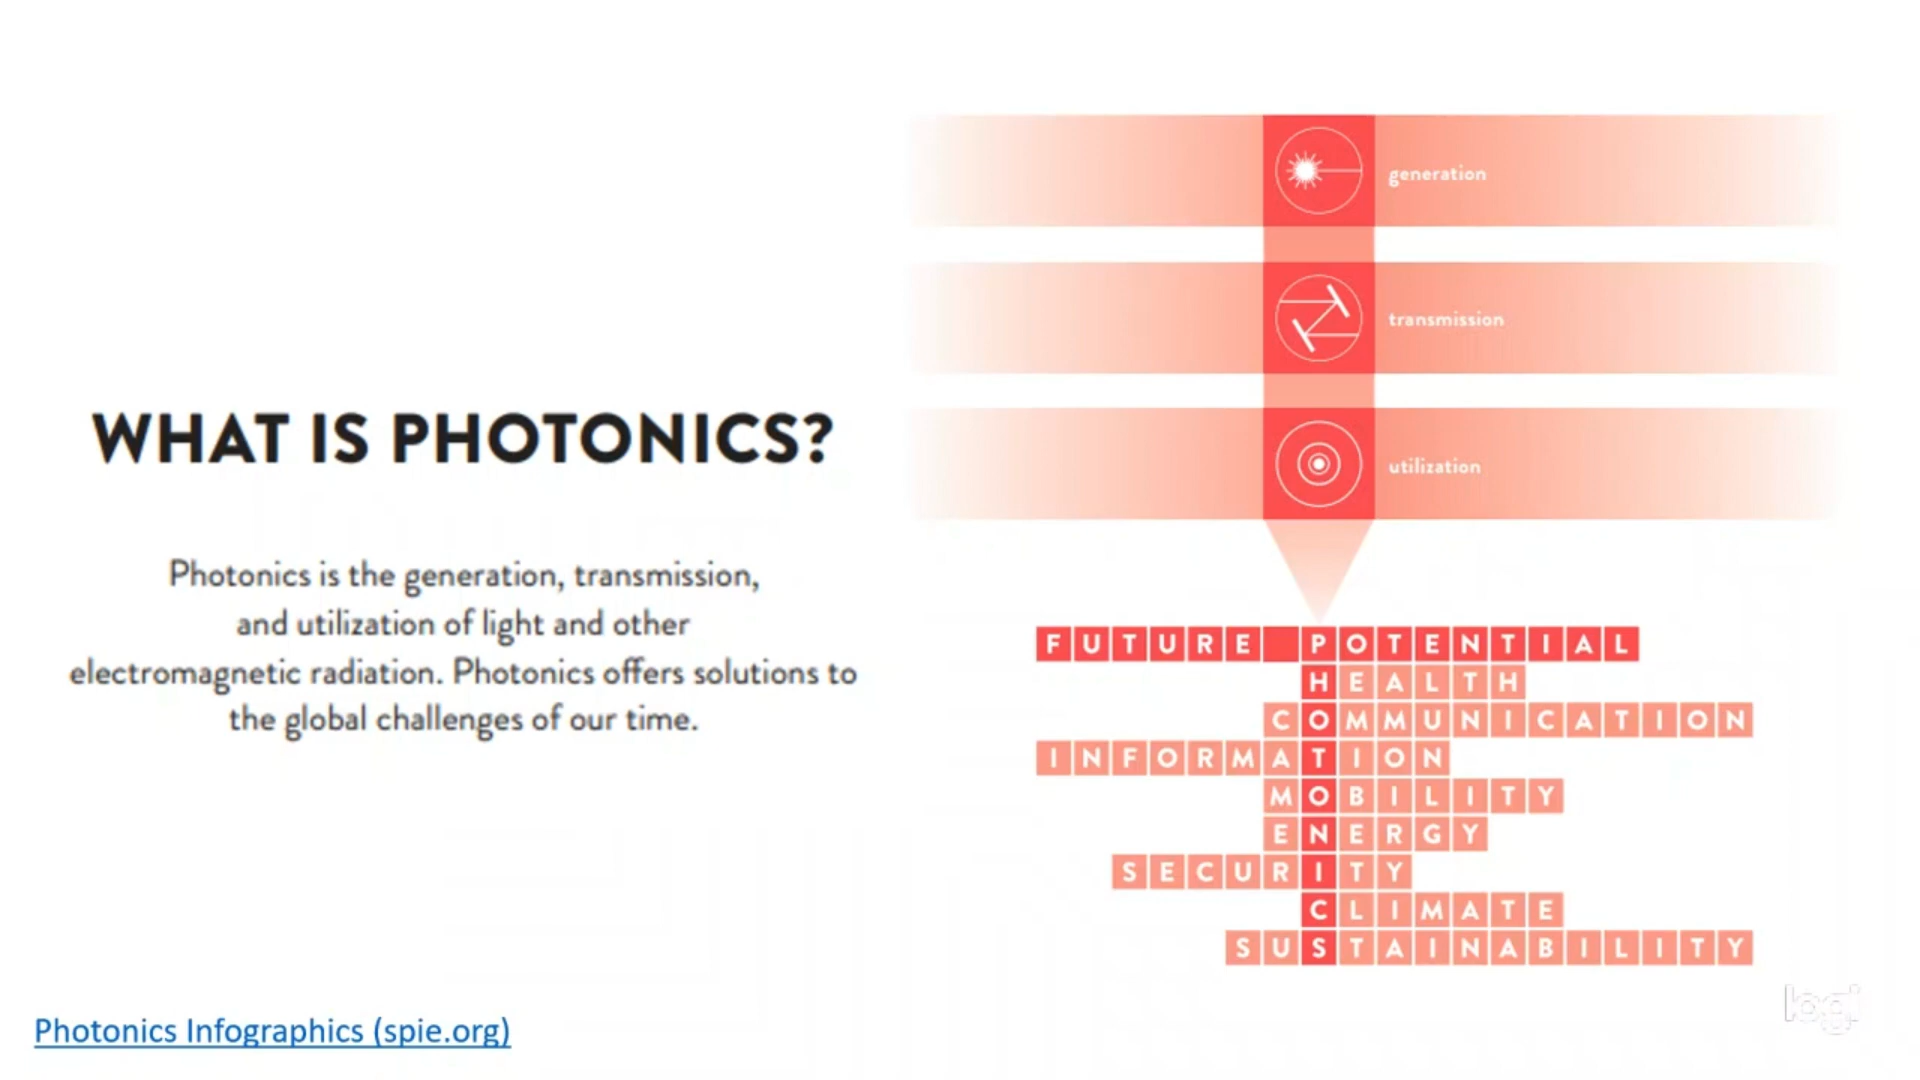 WHAT IS PHOTONICS?
Photonics is the generation, transmission,
and utilization of light and other
electromagnetic radiation. Photonics offers solutions to
the global challenges of our time.
Photonics Infographics (spie.org)
generation
transmission
utilization
FUTURE POTENTIAL
HEALTH
COMMUNICATION
INFORMATION
MOBILITY
ENERGY
SECURITY
CLIMATE
SUSTAINABILITY
logi